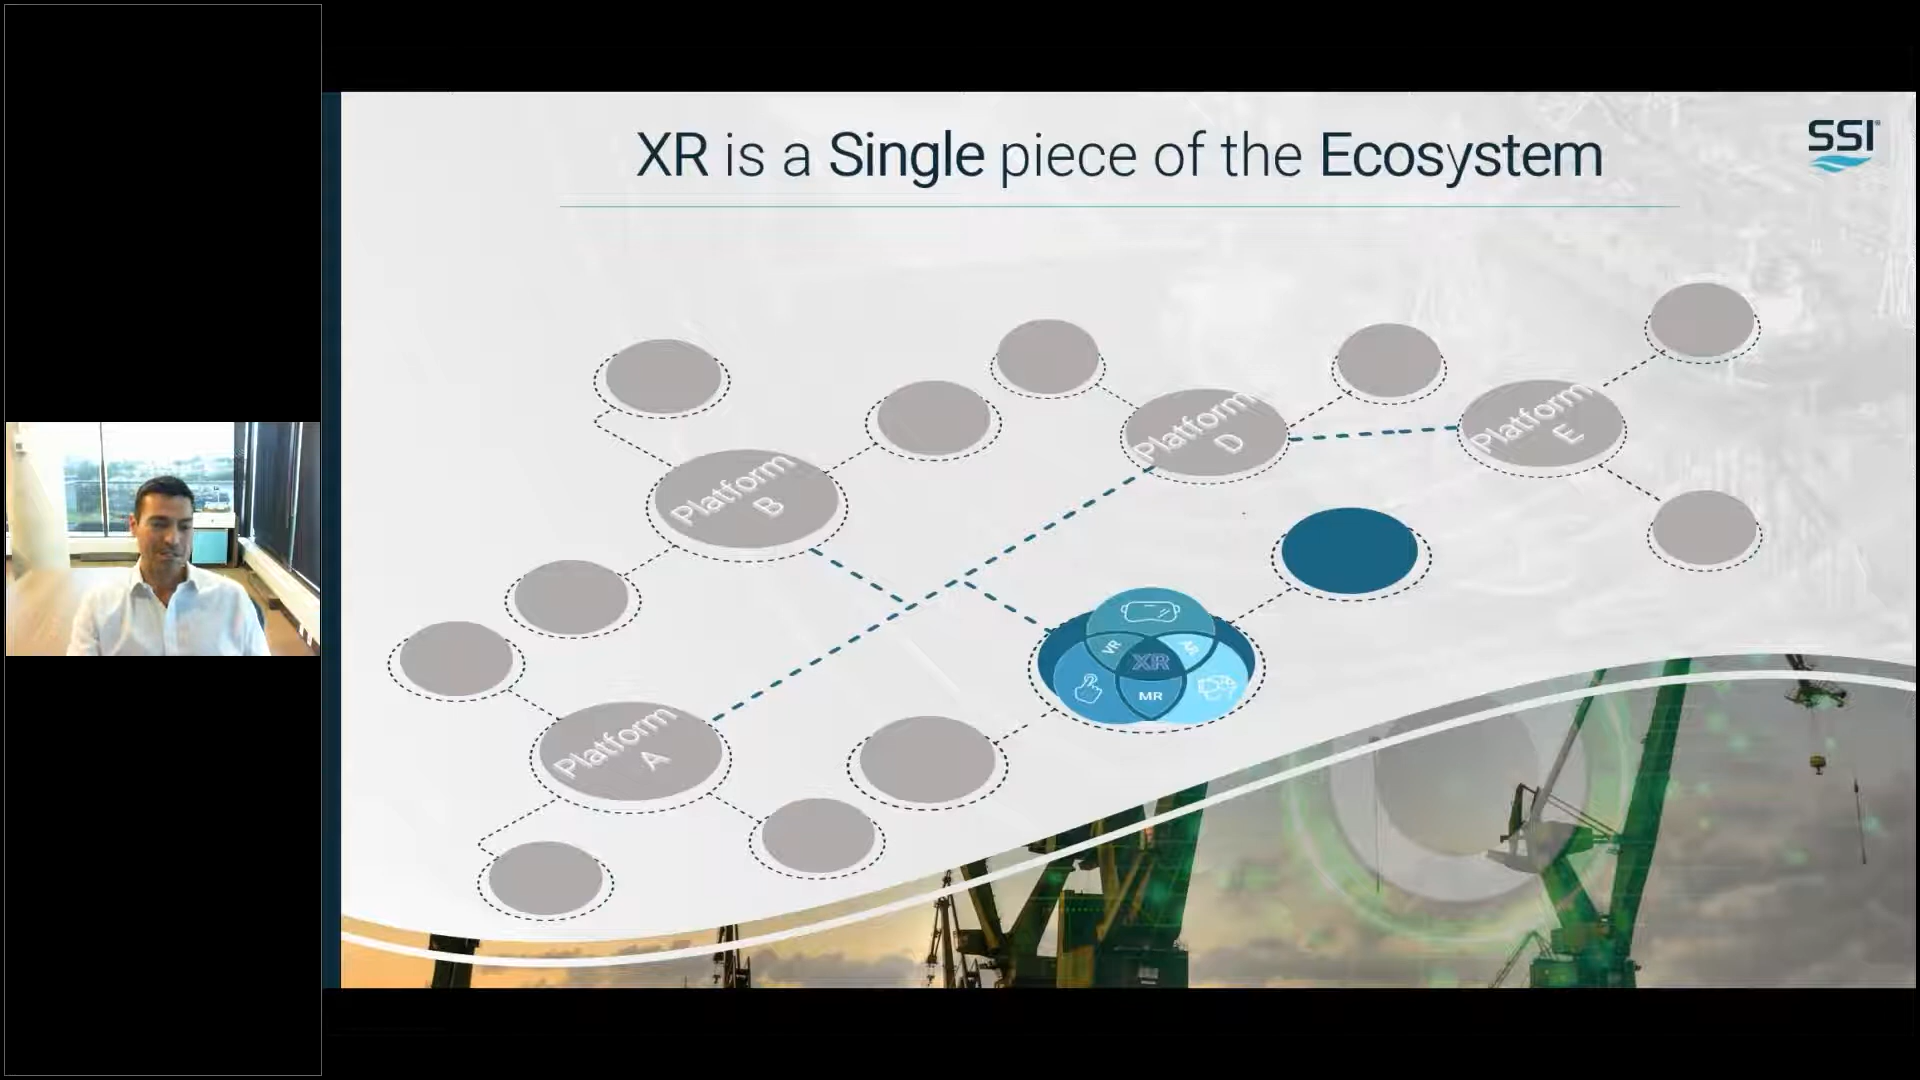 XR is a Single piece of the Ecosystem
SSI
Platform
D
Platform
E
Platform
B
VR
AR
XR
MR
Platform
A